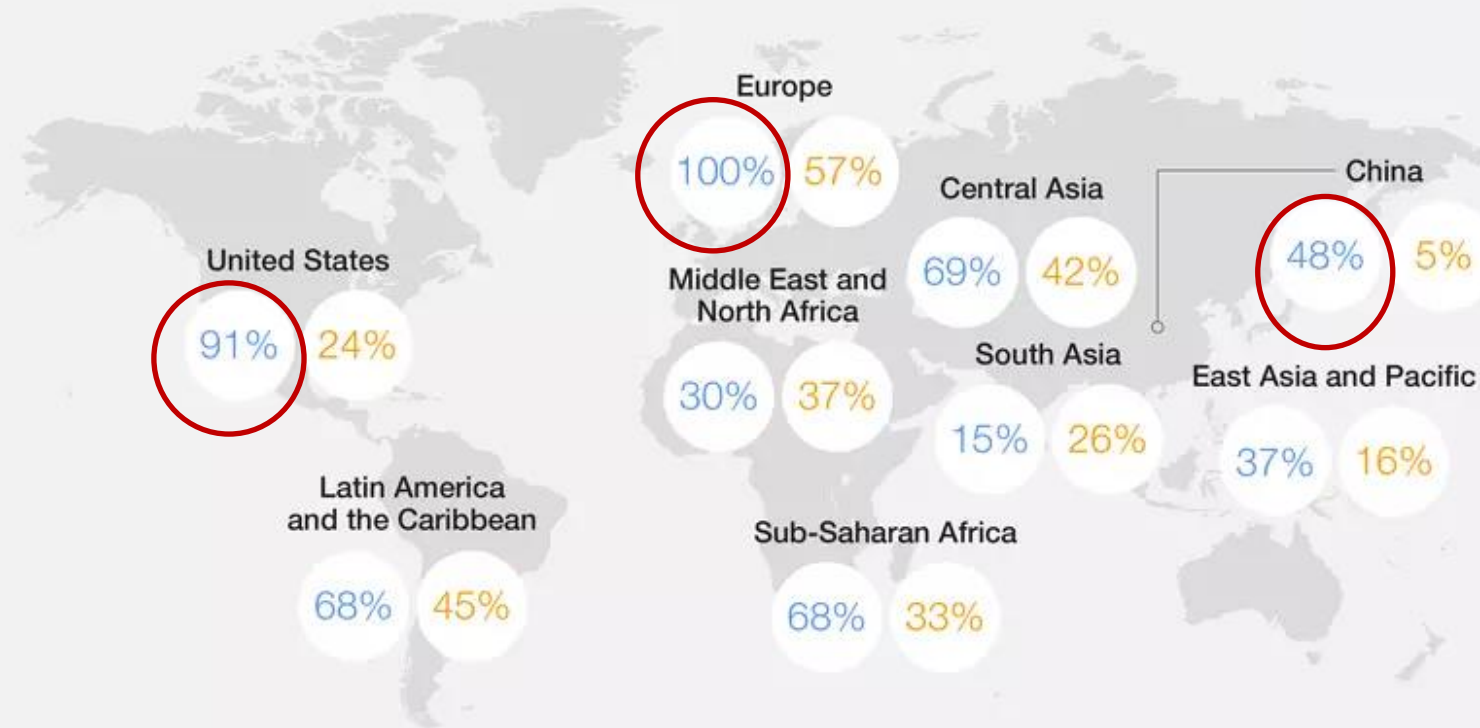 Europe
100% 57%
China
48% 5%
Central Asia
69% 42%
United States
91% 24%
Middle East and
North Africa
30% 37%
South Asia
15% 26%
East Asia and Pacific
37% 16%
Latin America
and the Caribbean
68% 45%
Sub-Saharan Africa
68% 33%